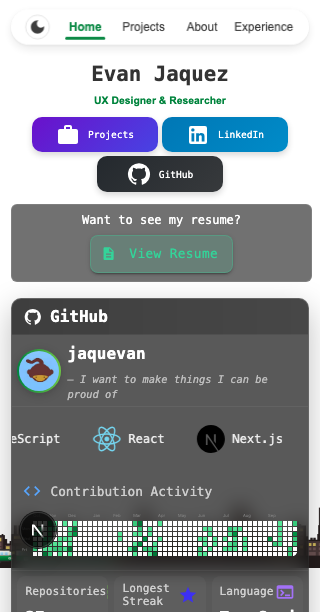 Home Projects About Experience
Evan Jaquez
UX Designer & Researcher
Projects LinkedIn
GitHub
Want to see my resume?
View Resume
GitHub
jaquevan
— I want to make things I can be
proud of
eScript React Next.js
Contribution Activity
N
Repositories Longest Language
Streak